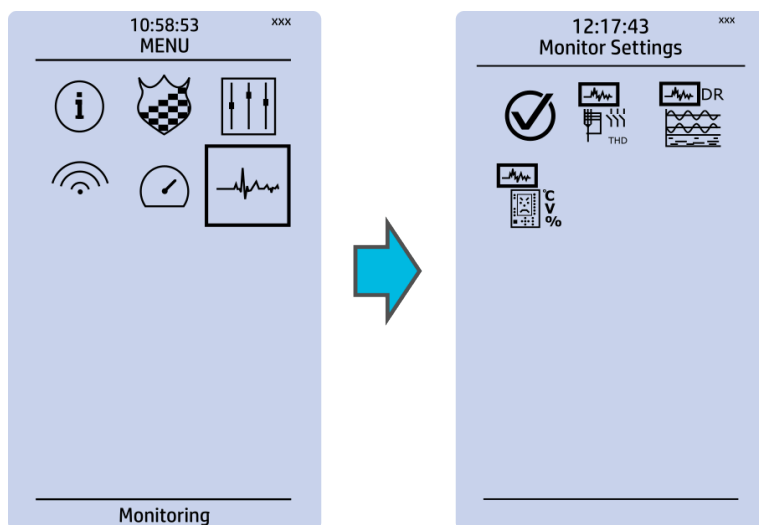 10:58:53
xxx
MENU
i
Monitoring
12:17:43
xxx
Monitor Settings
THD
DR
°C
V
%